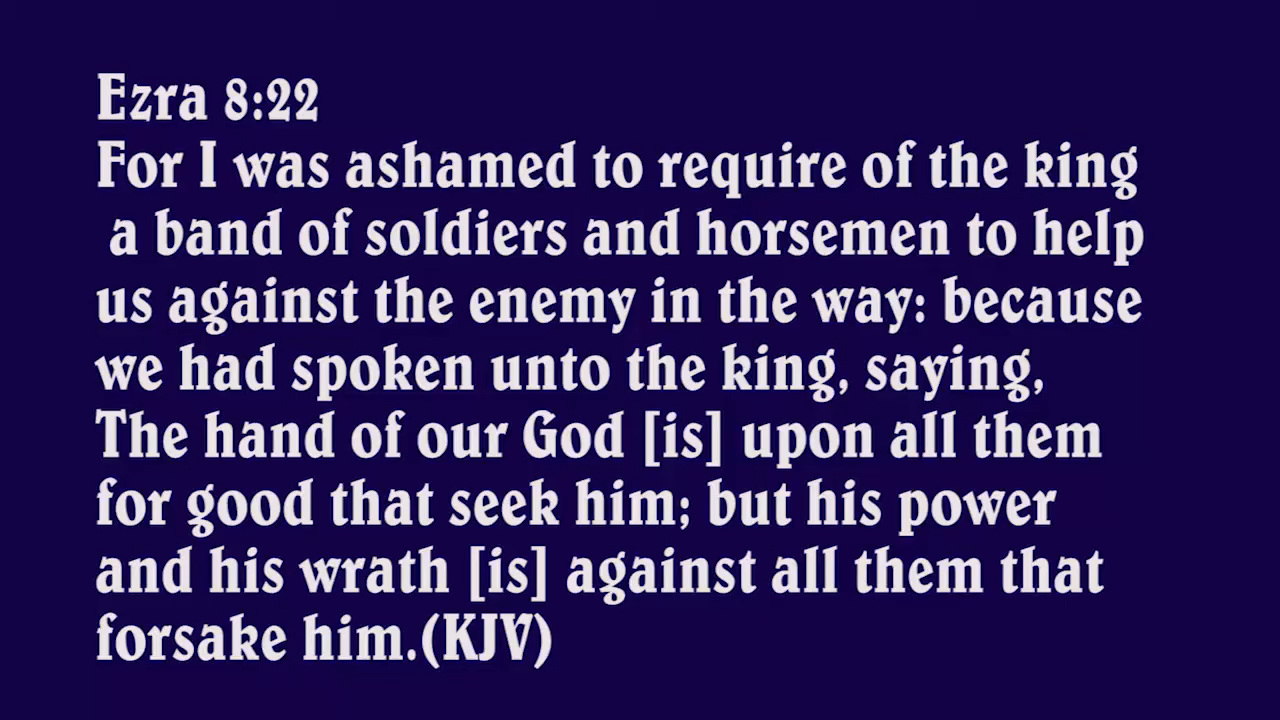 Ezra 8:22
For I was ashamed to require of the king
a band of soldiers and horsemen to help
us against the enemy in the way: because
we had spoken unto the king, saying,
The hand of our God [is] upon all them
for good that seek him; but his power
and his wrath [is] against all them that
forsake him.(KJV)